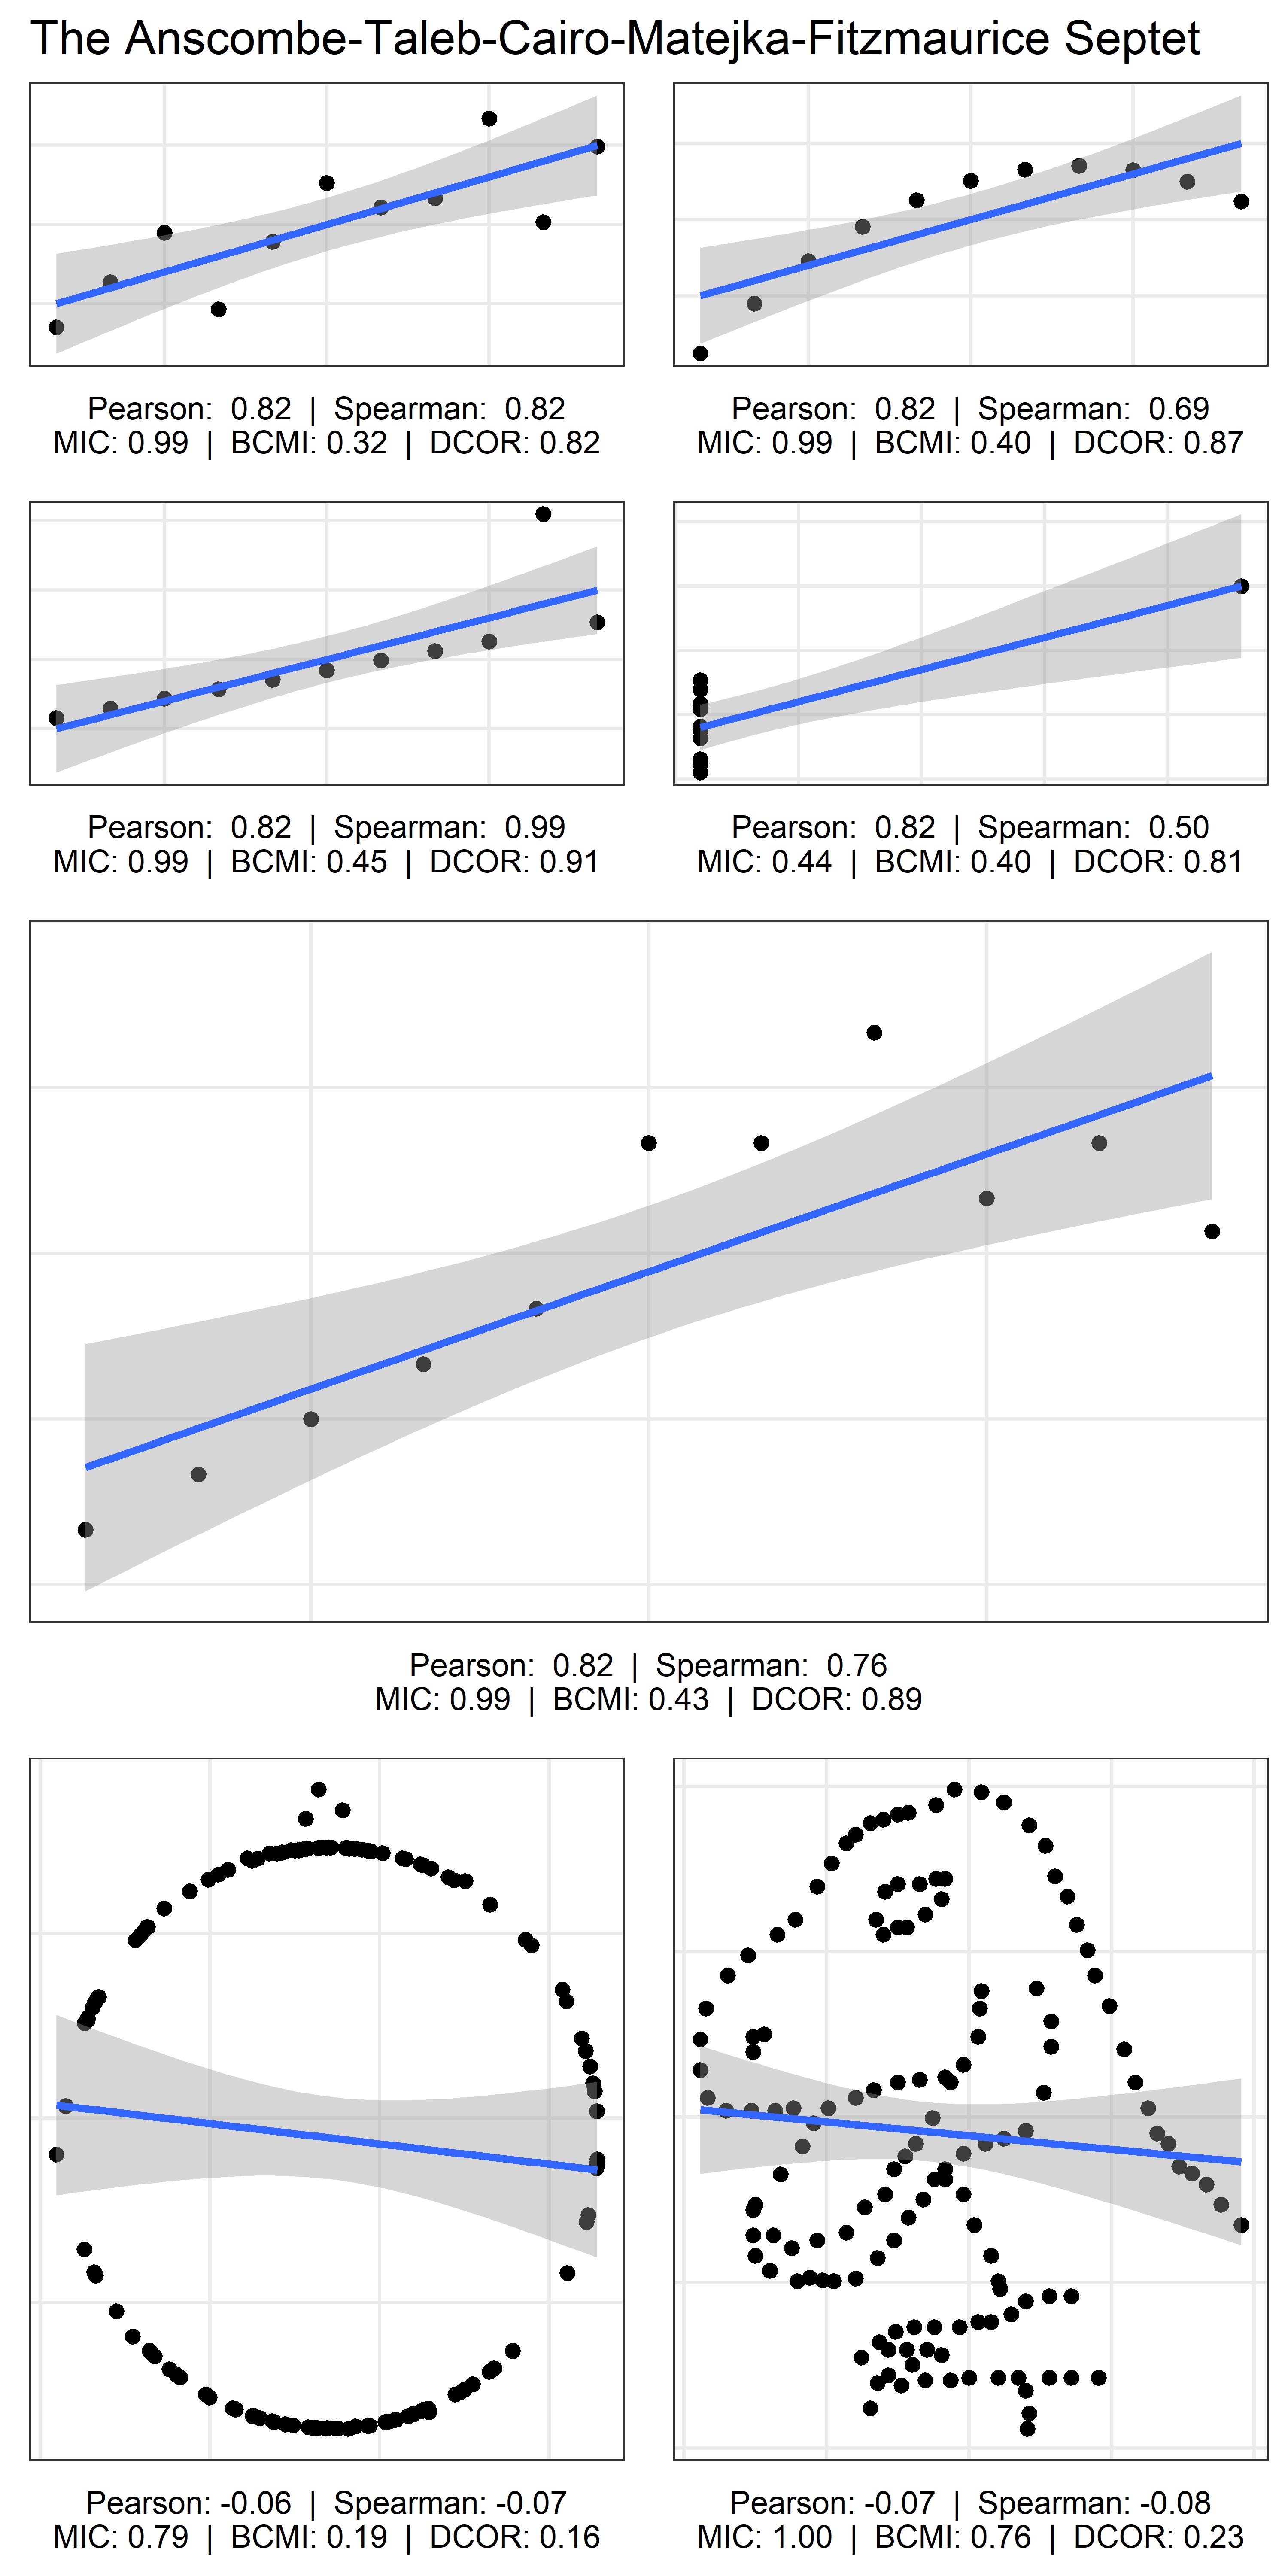 The Anscombe-Taleb-Cairo-Matejka-Fitzmaurice Septet
Pearson:  0.82  |  Spearman:  0.82
MIC: 0.99  |  BCMI: 0.32  |  DCOR: 0.82
Pearson:  0.82  |  Spearman:  0.69
MIC: 0.99  |  BCMI: 0.40  |  DCOR: 0.87
Pearson:  0.82  |  Spearman:  0.99
MIC: 0.99  |  BCMI: 0.45  |  DCOR: 0.91
Pearson:  0.82  |  Spearman:  0.50
MIC: 0.44  |  BCMI: 0.40  |  DCOR: 0.81
Pearson:  0.82  |  Spearman:  0.76
MIC: 0.99  |  BCMI: 0.43  |  DCOR: 0.89
Pearson: -0.06  |  Spearman: -0.07
MIC: 0.79  |  BCMI: 0.19  |  DCOR: 0.16
Pearson: -0.07  |  Spearman: -0.08
MIC: 1.00  |  BCMI: 0.76  |  DCOR: 0.23